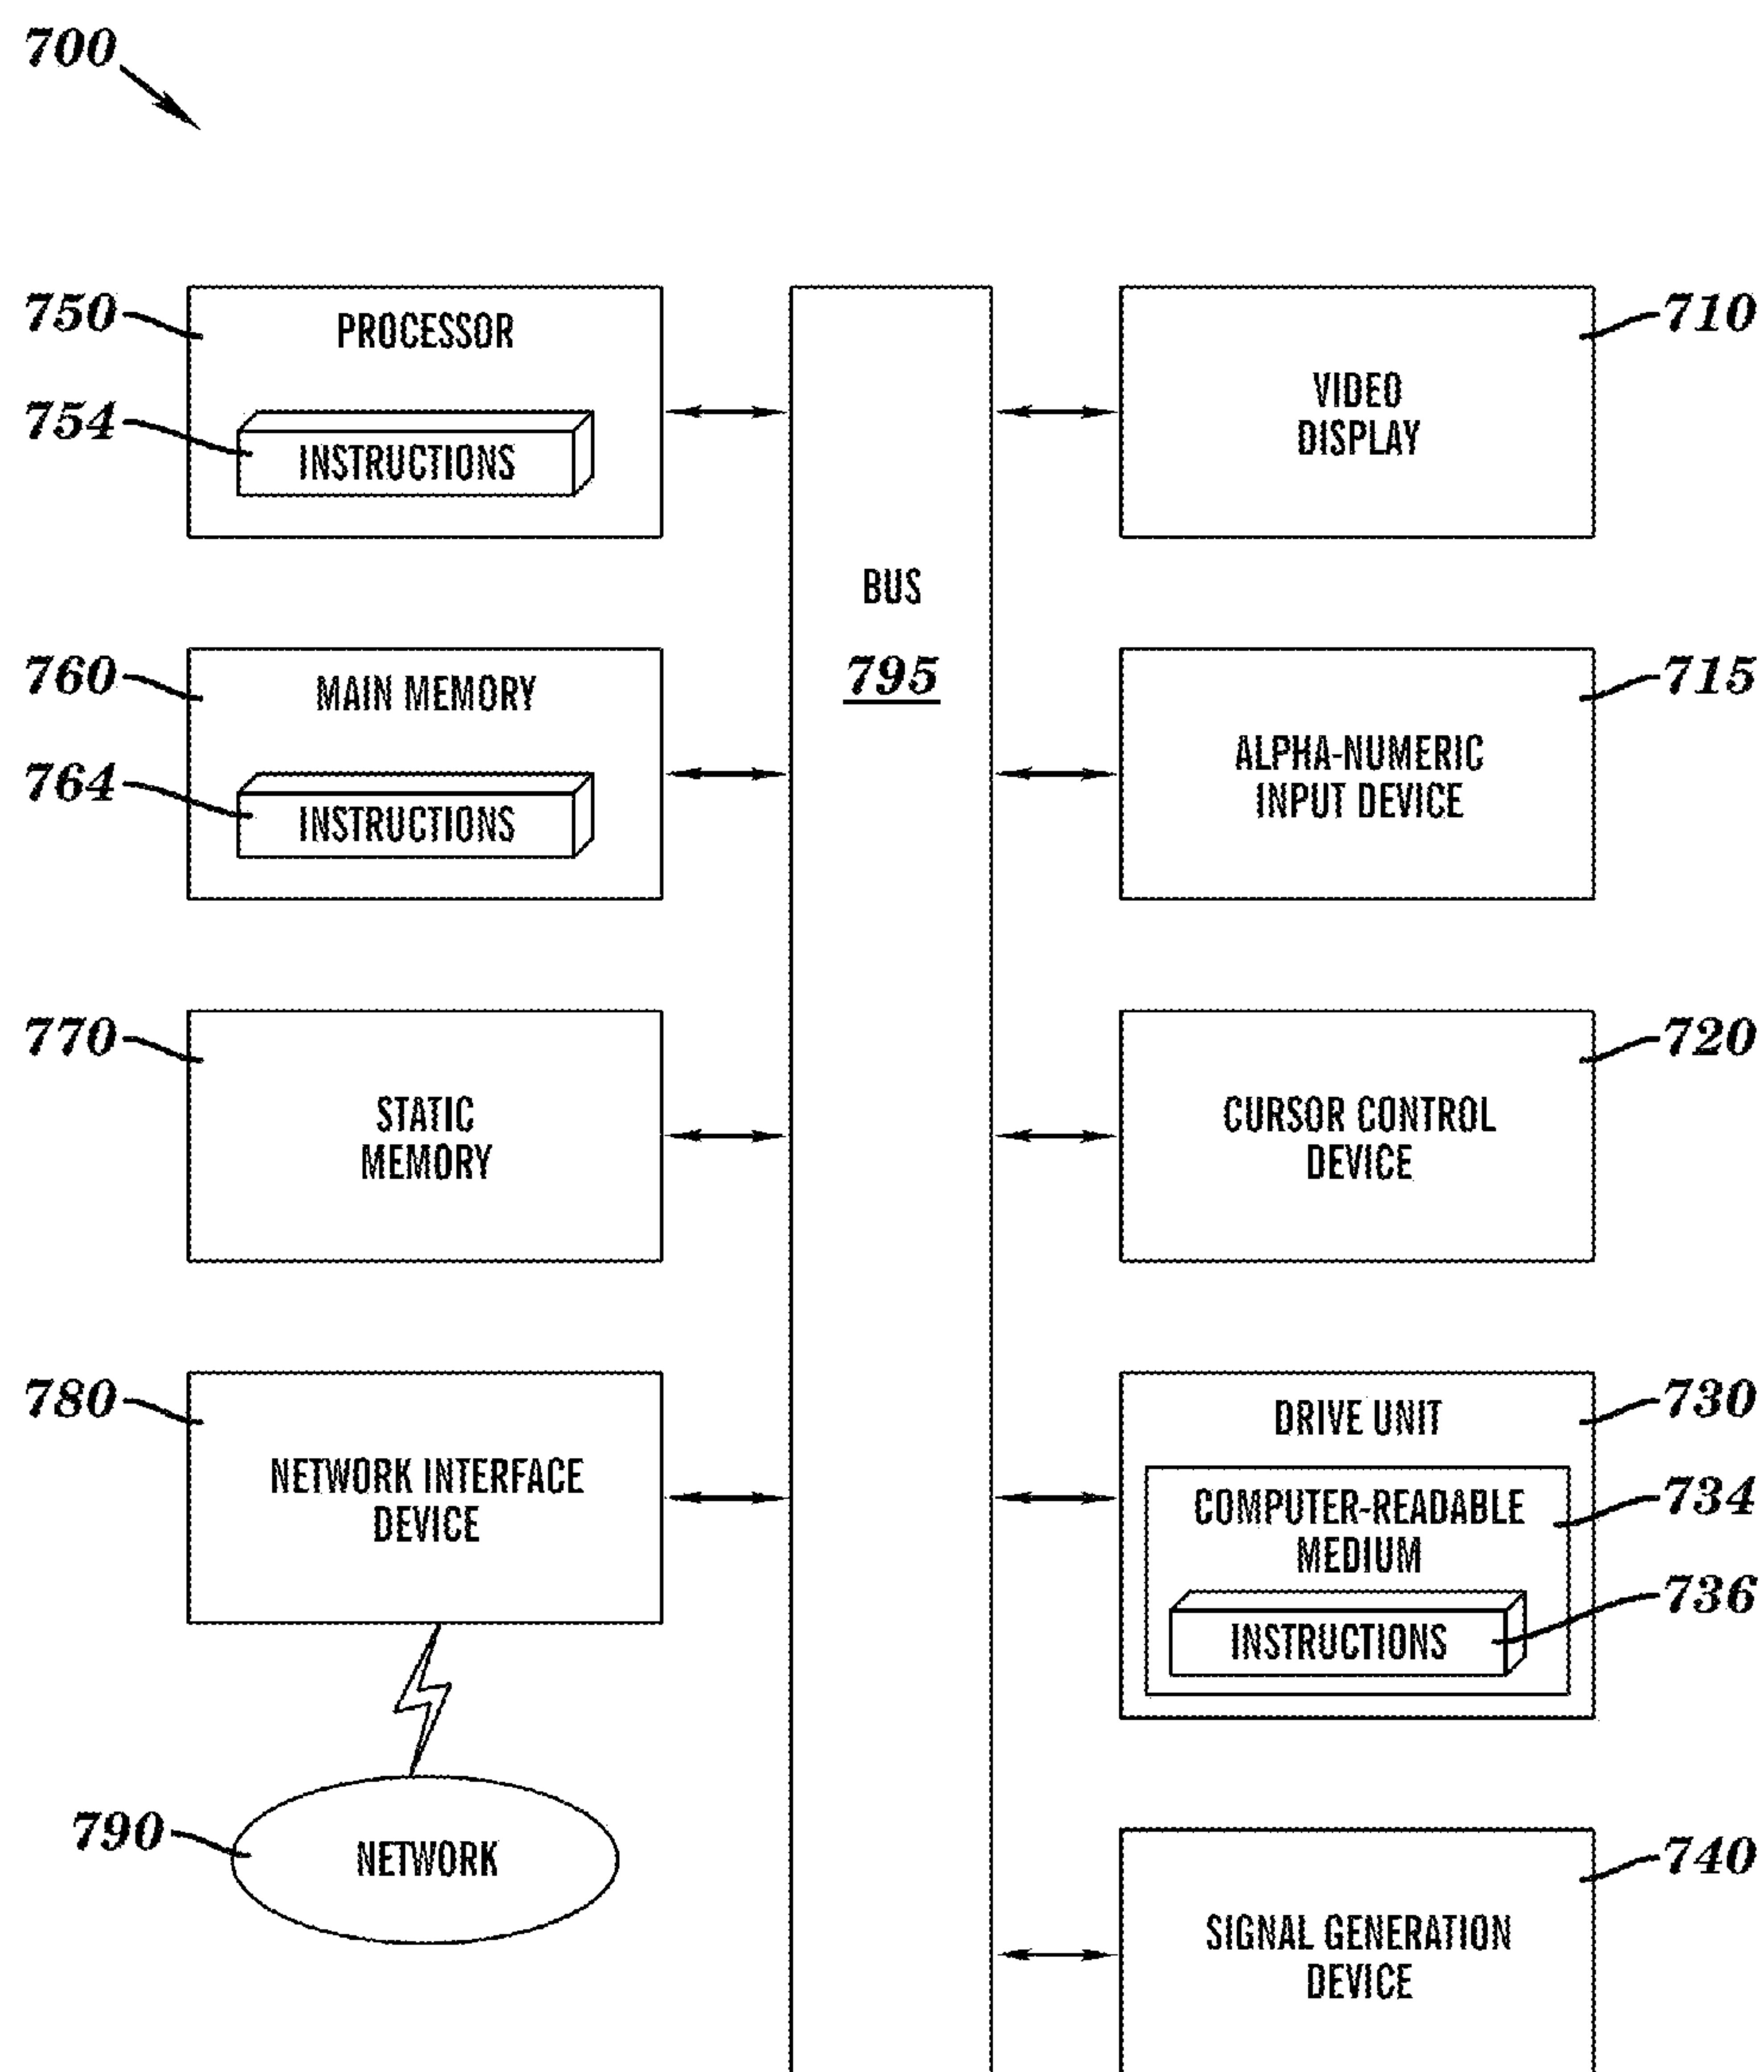 700
750
PROCESSOR
754
INSTRUCTIONS
760
MAIN MEMORY
764
INSTRUCTIONS
770
STATIC
MEMORY
780
NETWORK INTERFACE
DEVICE
790
NETWORK
BUS
795
710
VIDEO
DISPLAY
715
ALPHA-NUMERIC
INPUT DEVICE
720
CURSOR CONTROL
DEVICE
730
DRIVE UNIT
734
COMPUTER-READABLE
MEDIUM
736
INSTRUCTIONS
740
SIGNAL GENERATION
DEVICE